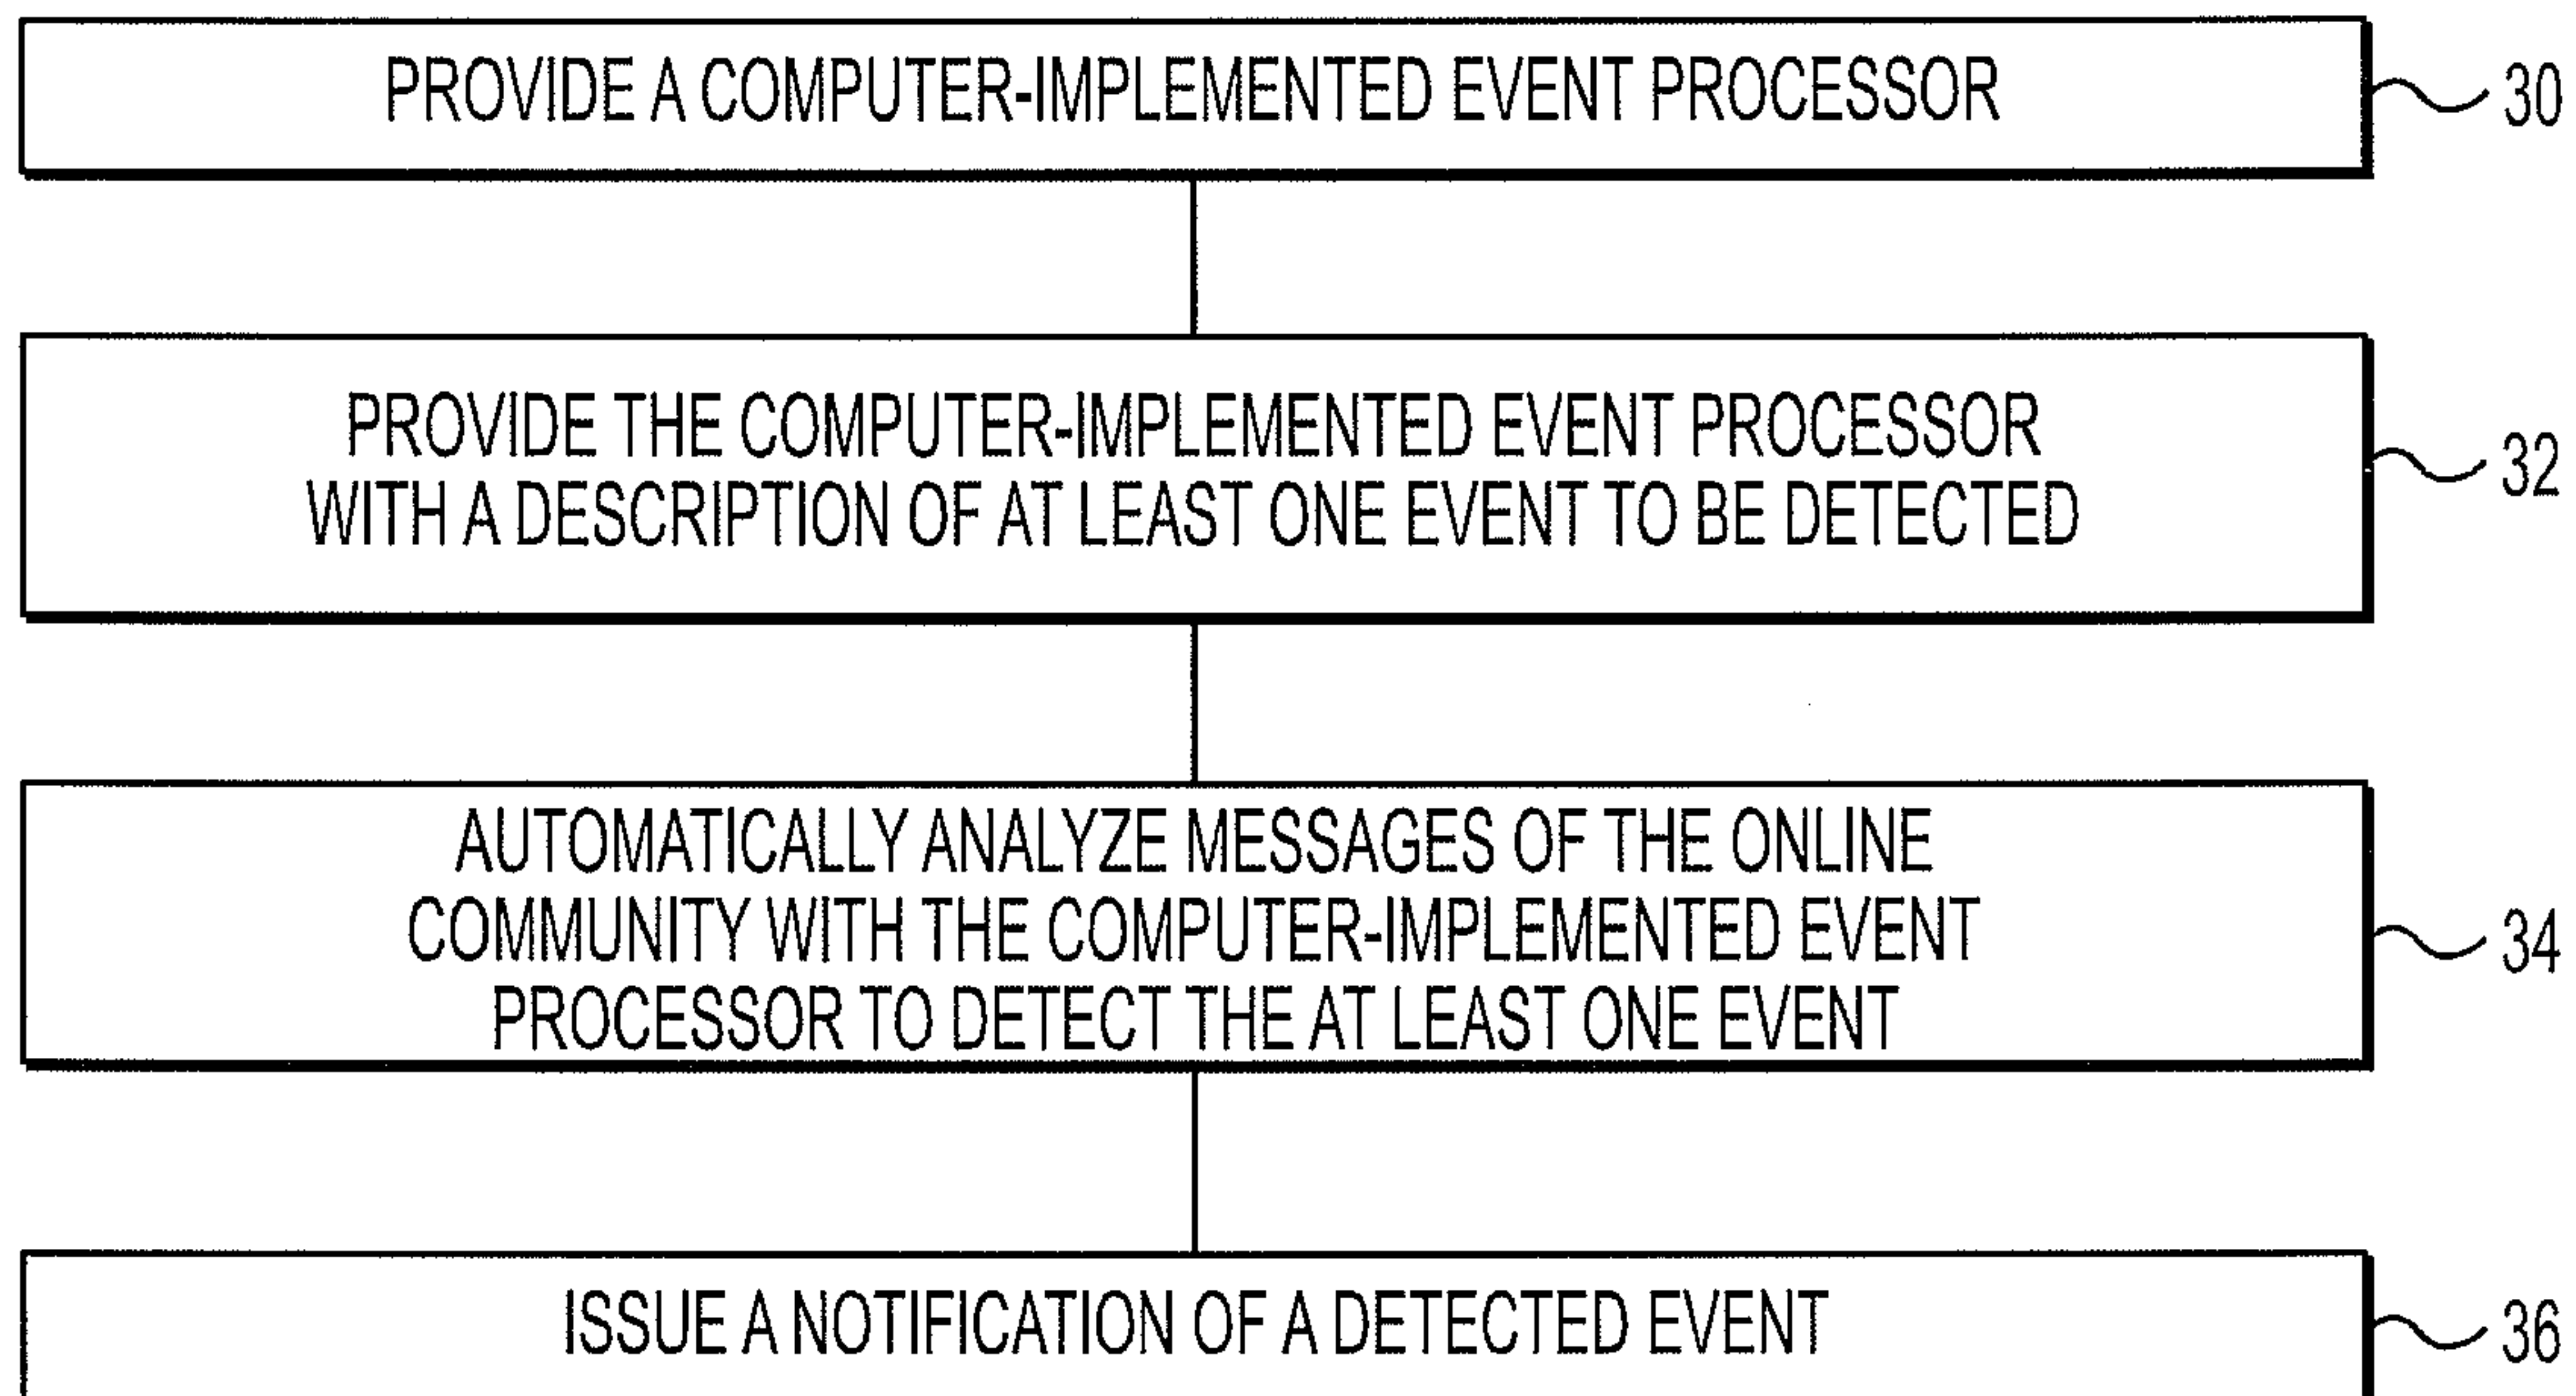 PROVIDE A COMPUTER-IMPLEMENTED EVENT PROCESSOR
30
PROVIDE THE COMPUTER-IMPLEMENTED EVENT PROCESSOR
WITH A DESCRIPTION OF AT LEAST ONE EVENT TO BE DETECTED
32
AUTOMATICALLY ANALYZE MESSAGES OF THE ONLINE
COMMUNITY WITH THE COMPUTER-IMPLEMENTED EVENT
PROCESSOR TO DETECT THE AT LEAST ONE EVENT
34
ISSUE A NOTIFICATION OF A DETECTED EVENT
36